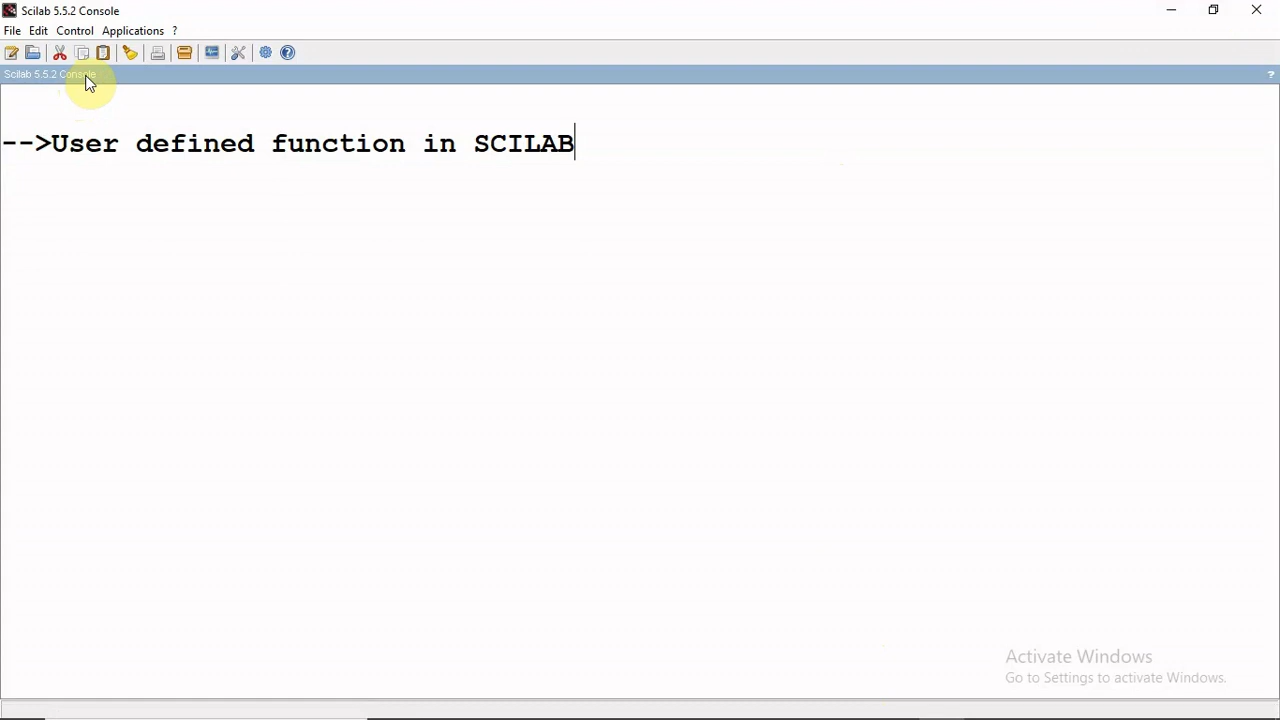 Scilab 5.5.2 Console
File Edit Control Applications ?
Scilab 5.5.2 Console ?
-->User defined function in SCILAB
Activate Windows
Go to Settings to activate Windows.